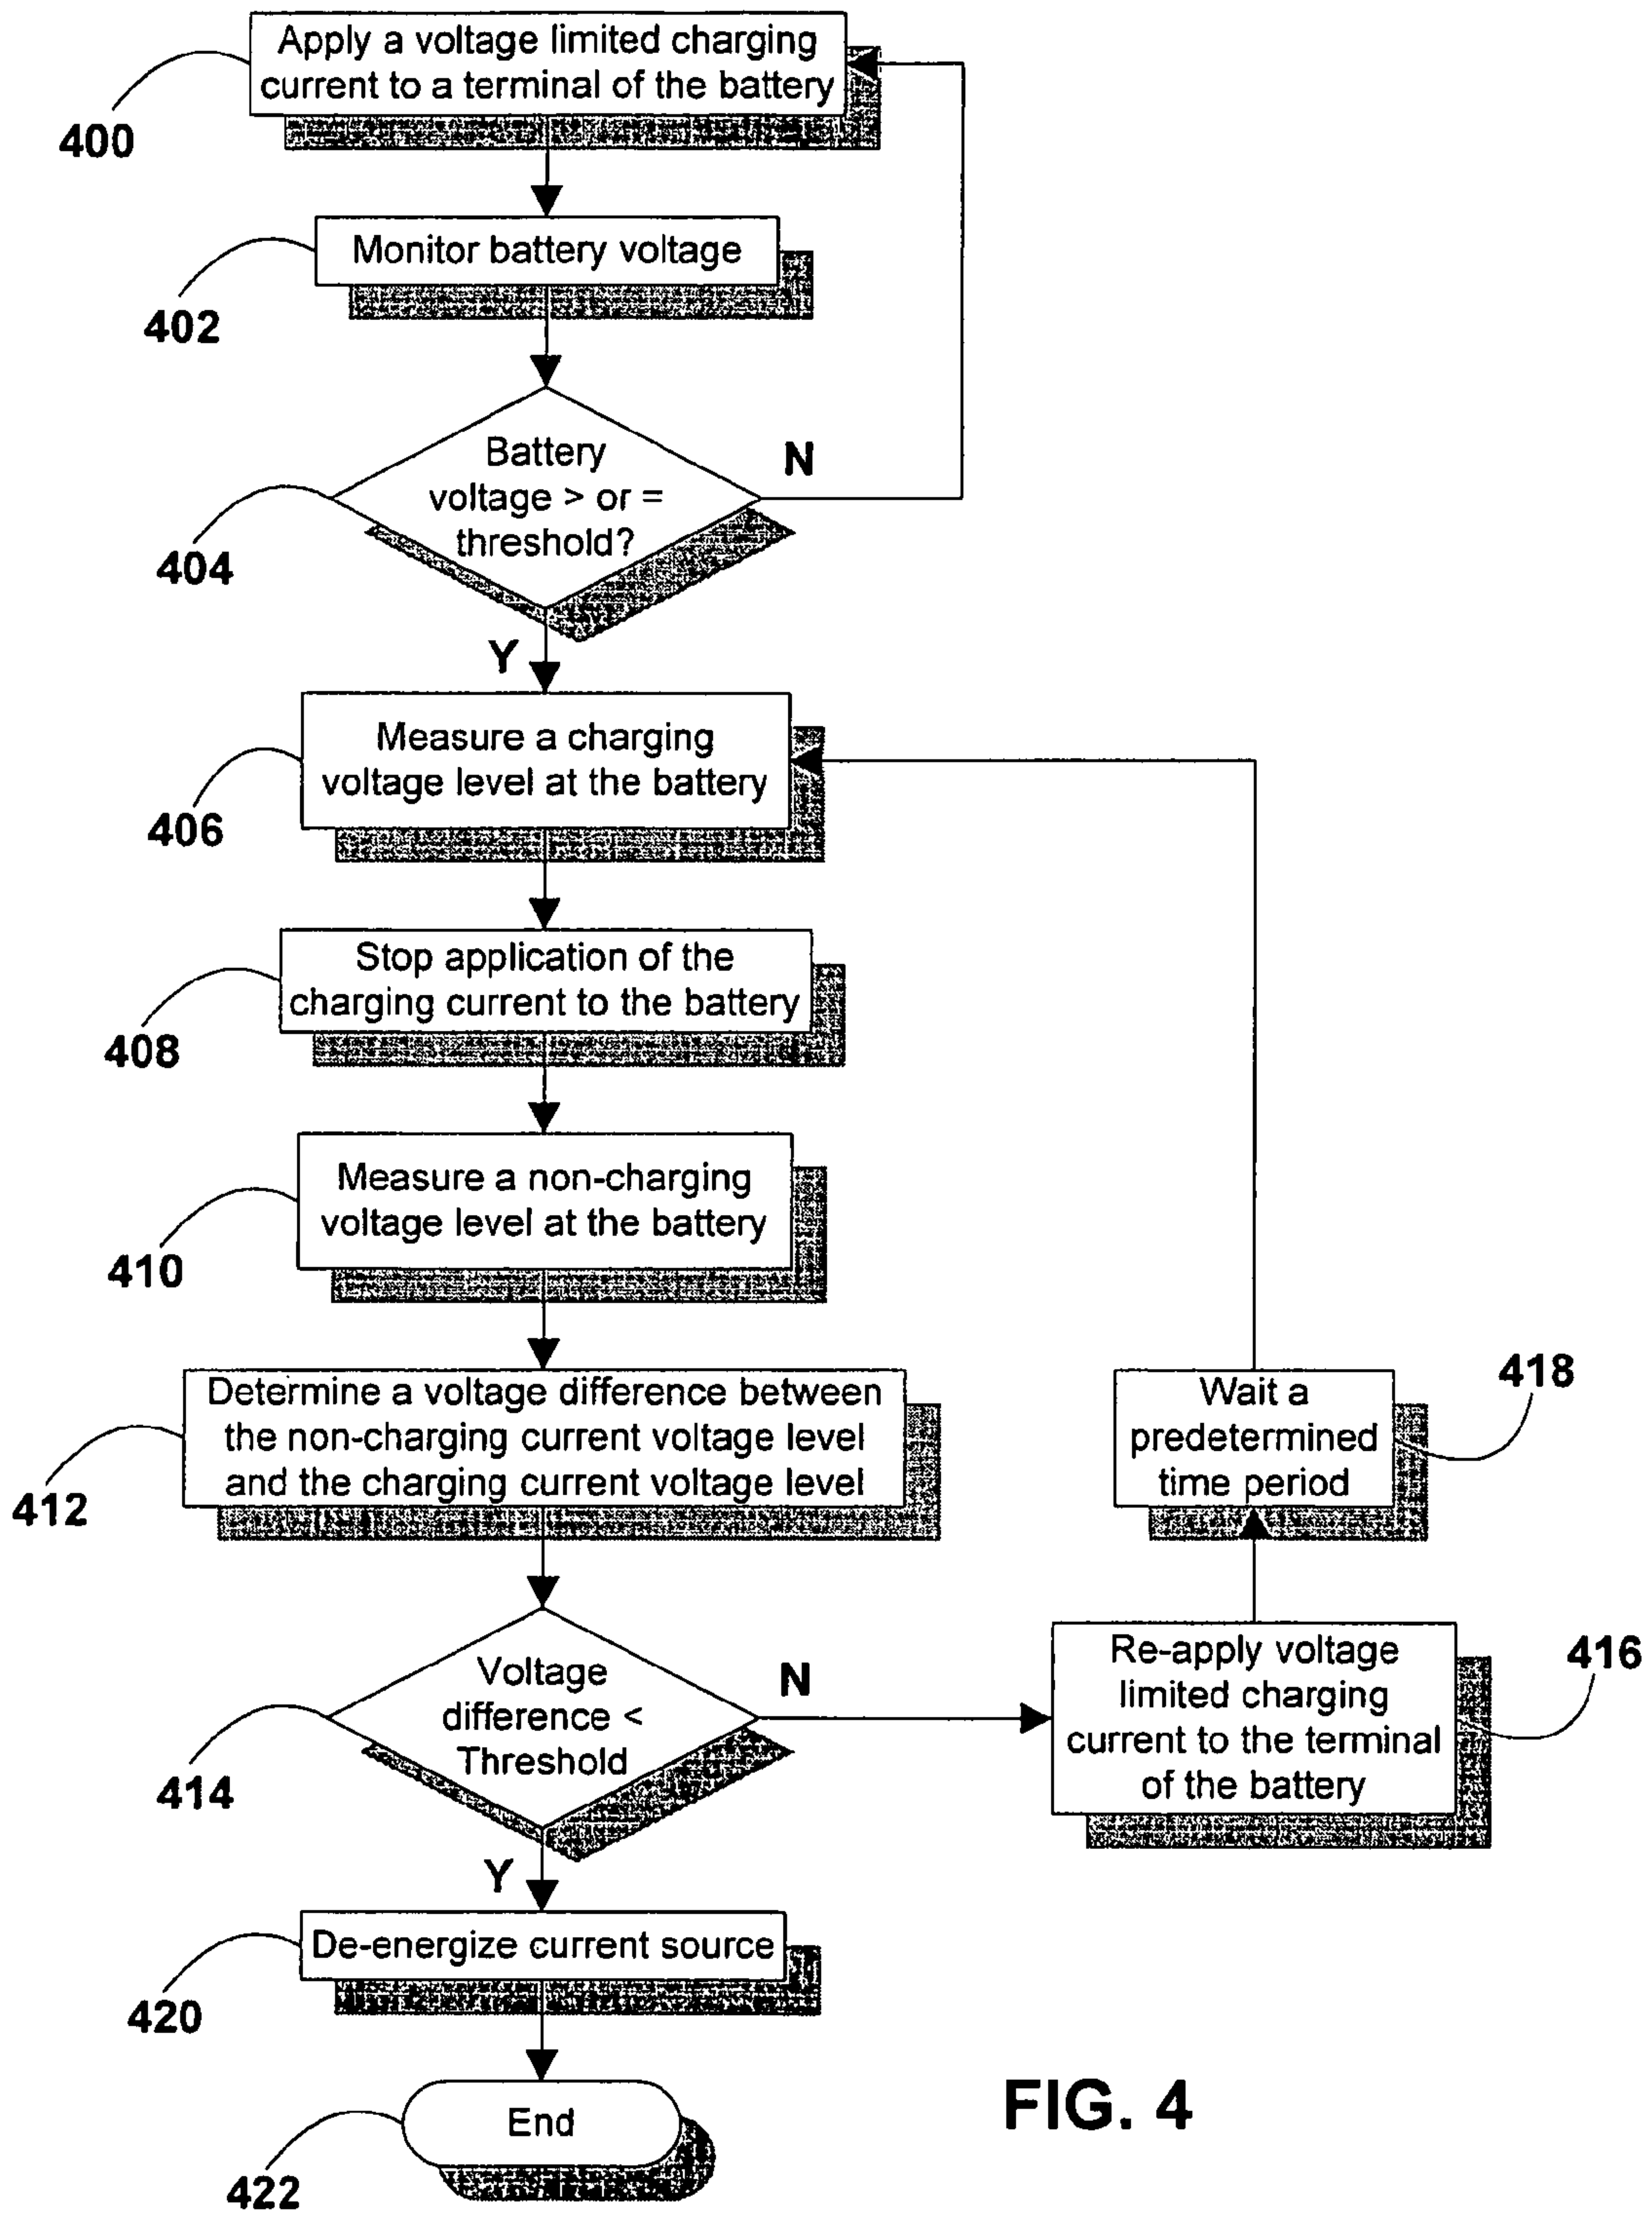 Apply a voltage limited charging
current to a terminal of the battery
400
Monitor battery voltage
402
Battery
voltage > or =
threshold?
N
404
Y
Measure a charging
voltage level at the battery
406
Stop application of the
charging current to the battery
408
Measure a non-charging
voltage level at the battery
410
Determine a voltage difference between
the non-charging current voltage level
and the charging current voltage level
412
Wait a
predetermined
time period
418
Voltage
difference <
Threshold
N
414
Re-apply voltage
limited charging
current to the terminal
of the battery
416
Y
De-energize current source
420
End
422
FIG. 4